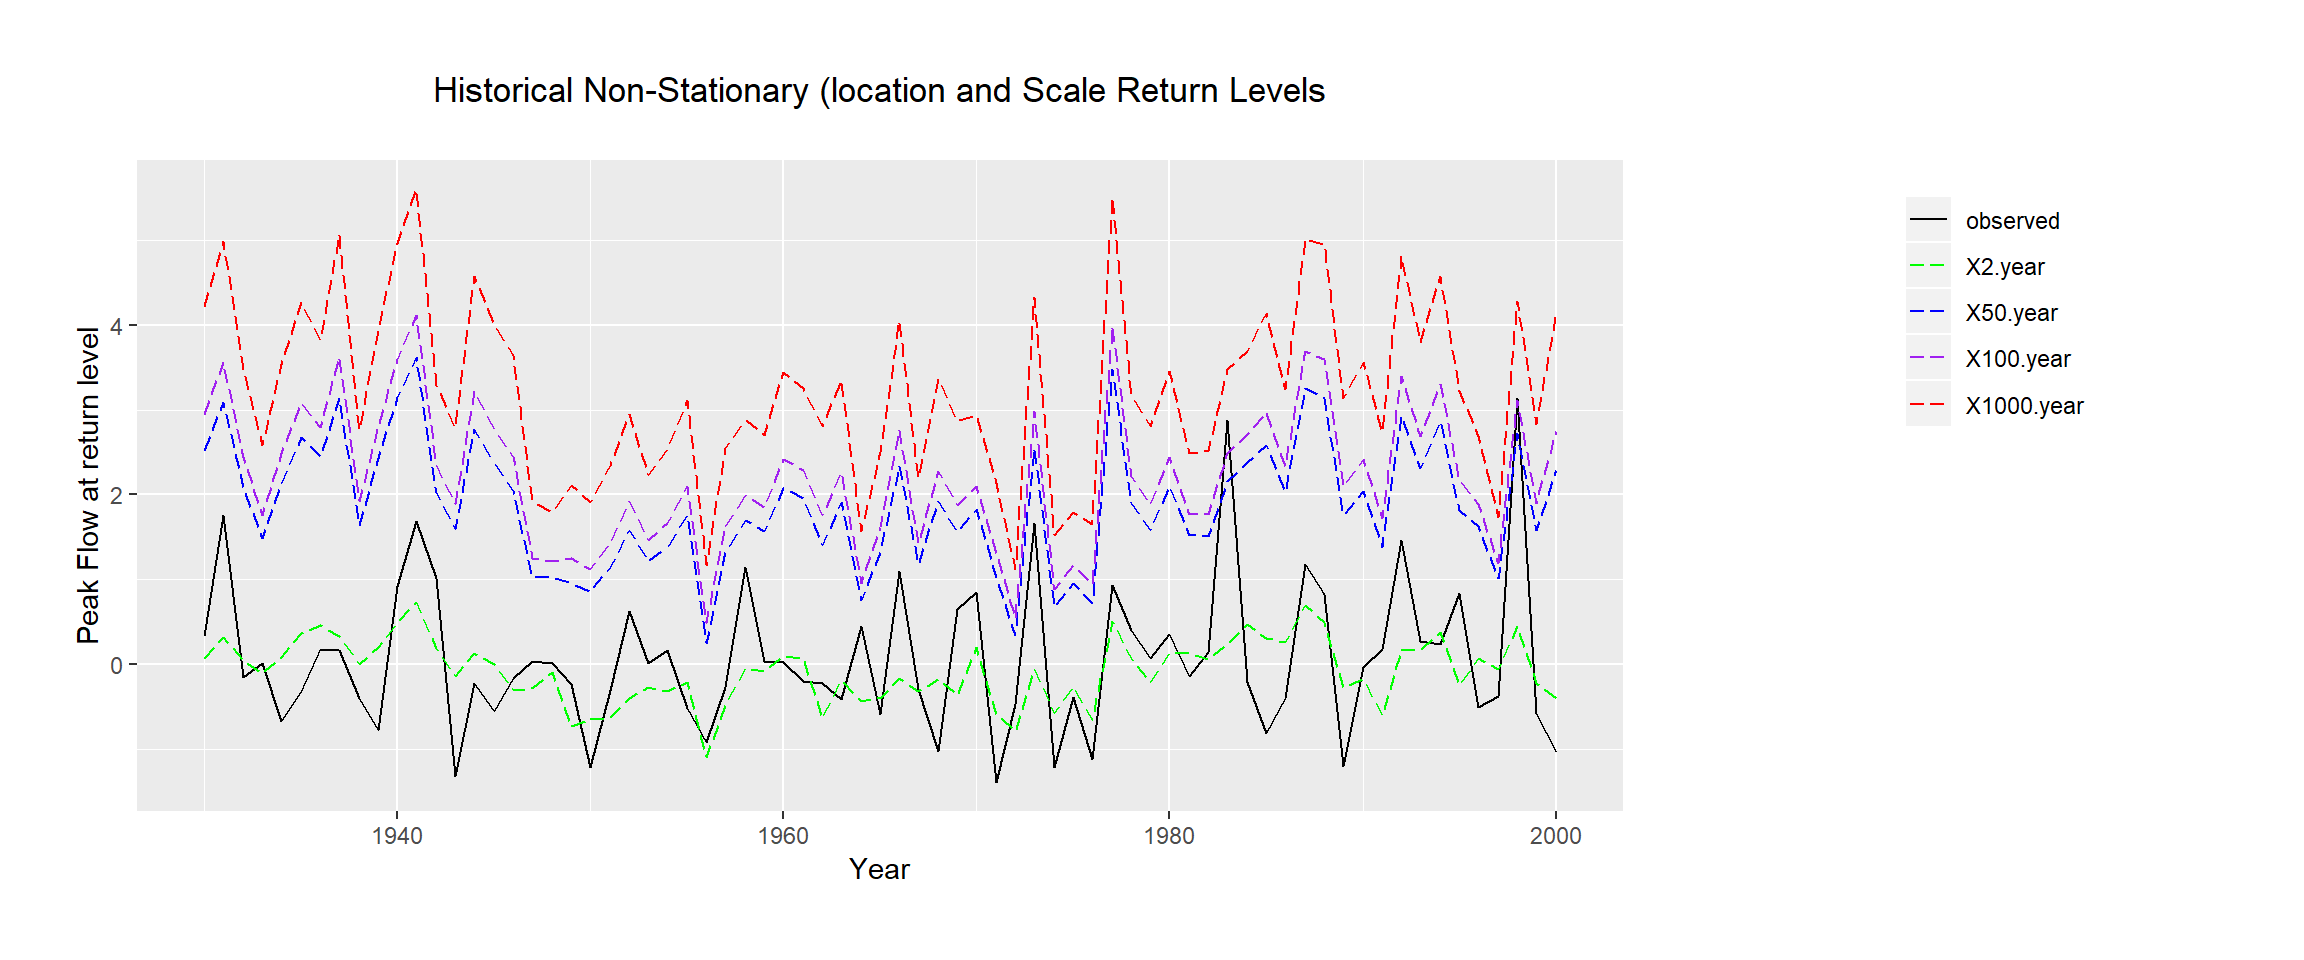 Historical Non-Stationary (location and Scale Return Levels
Peak Flow at return level
4
2
0
1940
1960
1980
2000
Year
observed
X2.year
X50.year
X100.year
X1000.year